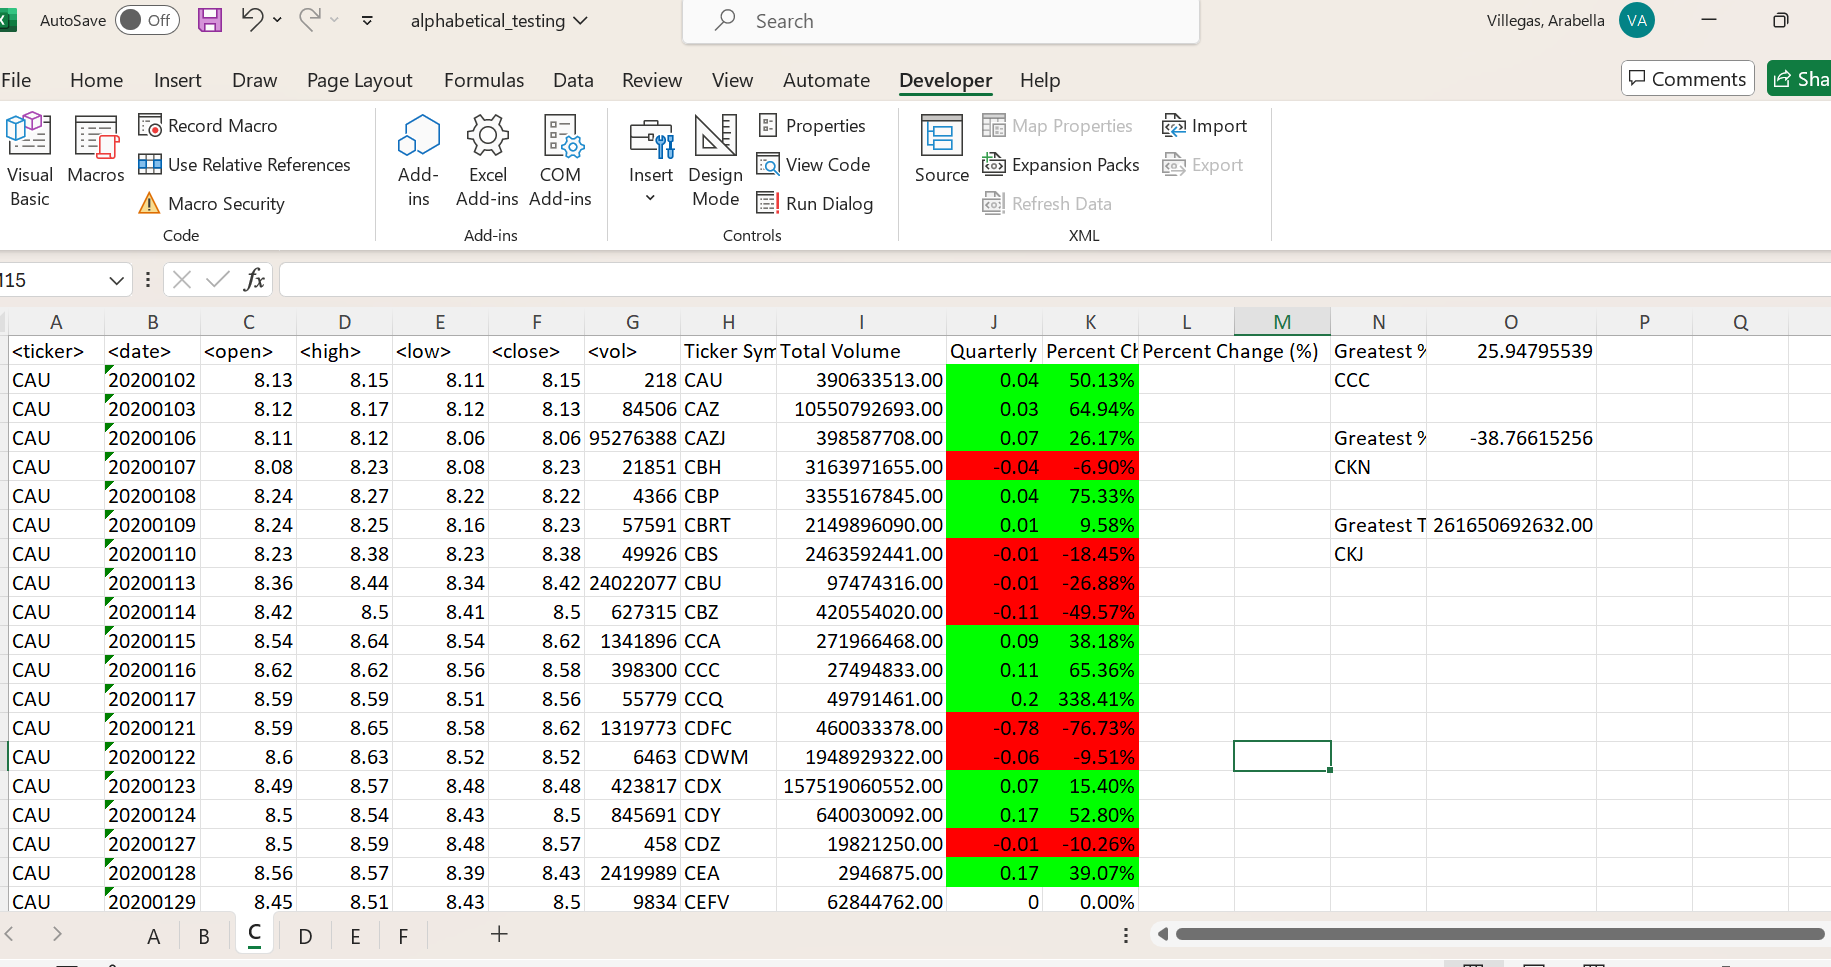 AutoSave Off alphabetical_testing Search Villegas, Arabella VA
File Home Insert Draw Page Layout Formulas Data Review View Automate Developer Help Comments
Visual Basic Macros Record Macro Use Relative References Macro Security Code
Add-ins Excel Add-ins COM Add-ins Add-ins
Insert Design Mode Properties View Code Run Dialog Controls
Source Map Properties Expansion Packs Refresh Data Import Export XML
fx
A B C D E F G H I J K L M N O P Q
<ticker> <date> <open> <high> <low> <close> <vol> Ticker Sym Total Volume Quarterly Percent Ch Percent Change (%) Greatest % 25.94795539
CAU 20200102 8.13 8.15 8.11 8.15 218 CAU 390633513.00 0.04 50.13% CCC
CAU 20200103 8.12 8.17 8.12 8.13 84506 CAZ 10550792693.00 0.03 64.94%
CAU 20200106 8.11 8.12 8.06 8.06 95276388 CAZJ 398587708.00 0.07 26.17% Greatest % -38.76615256
CAU 20200107 8.08 8.23 8.08 8.23 21851 CBH 3163971655.00 -0.04 -6.90% CKN
CAU 20200108 8.24 8.27 8.22 8.22 4366 CBP 3355167845.00 0.04 75.33%
CAU 20200109 8.24 8.25 8.16 8.23 57591 CBRT 2149896090.00 0.01 9.58% Greatest T 261650692632.00
CAU 20200110 8.23 8.38 8.23 8.38 49926 CBS 2463592441.00 -0.01 -18.45% CKJ
CAU 20200113 8.36 8.44 8.34 8.42 24022077 CBU 97474316.00 -0.01 -26.88%
CAU 20200114 8.42 8.5 8.41 8.5 627315 CBZ 420554020.00 -0.11 -49.57%
CAU 20200115 8.54 8.64 8.54 8.62 1341896 CCA 271966468.00 0.09 38.18%
CAU 20200116 8.62 8.62 8.56 8.58 398300 CCC 27494833.00 0.11 65.36%
CAU 20200117 8.59 8.59 8.51 8.56 55779 CCQ 49791461.00 0.2 338.41%
CAU 20200121 8.59 8.65 8.58 8.62 1319773 CDFC 460033378.00 -0.78 -76.73%
CAU 20200122 8.6 8.63 8.52 8.52 6463 CDWM 1948929322.00 -0.06 -9.51%
CAU 20200123 8.49 8.57 8.48 8.48 423817 CDX 157519060552.00 0.07 15.40%
CAU 20200124 8.5 8.54 8.43 8.5 845691 CDY 640030092.00 0.17 52.80%
CAU 20200127 8.5 8.59 8.48 8.57 458 CDZ 19821250.00 -0.01 -10.26%
CAU 20200128 8.56 8.57 8.39 8.43 2419989 CEA 2946875.00 0.17 39.07%
CAU 20200129 8.45 8.51 8.43 8.5 9834 CEFV 62844762.00 0 0.00%
A B C D E F